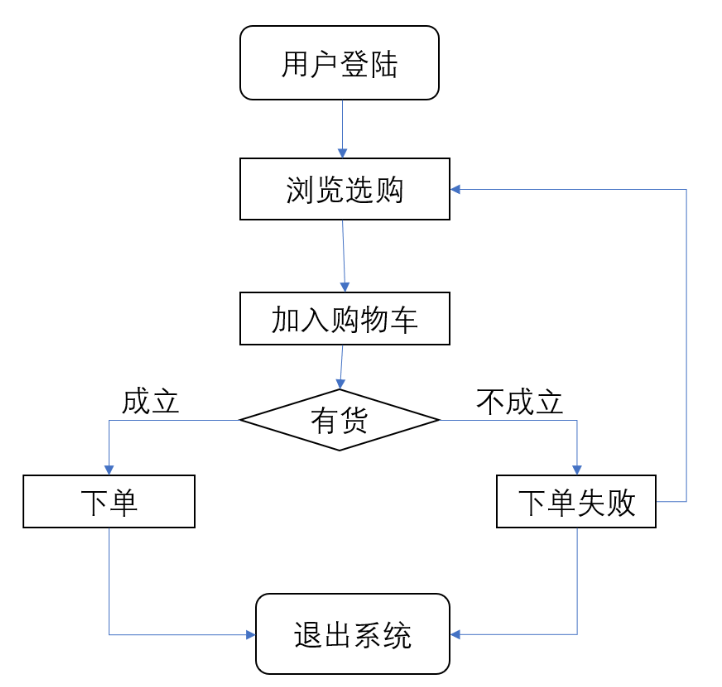 用户登陆
浏览选购
加入购物车
成立
有货
不成立
下单
下单失败
退出系统